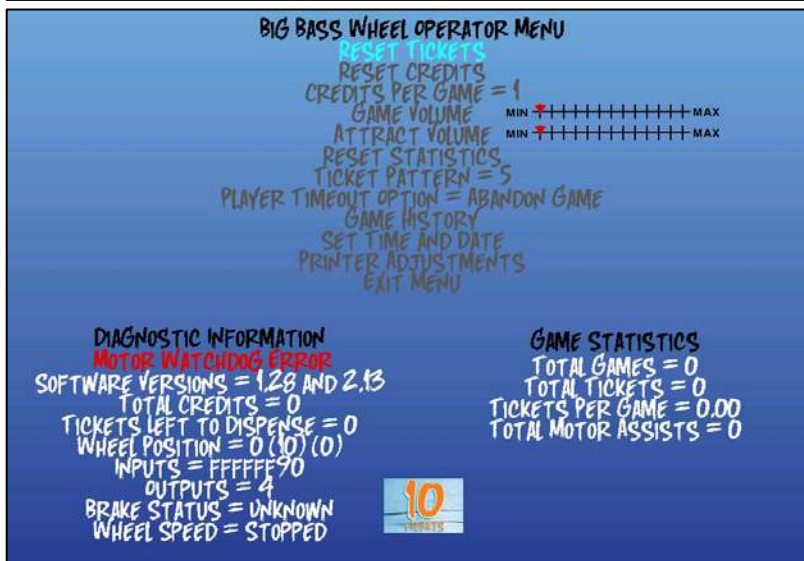 BIG BASS WHEEL OPERATOR MENU
RESET TICKETS
RESET CREDITS
CREDITS PER GAME = 1
GAME VOLUME MIN MAX
ATTRACT VOLUME MIN MAX
RESET STATISTICS
TICKET PATTERN = 5
PLAYER TIMEOUT OPTION = ABANDON GAME
GAME HISTORY
SET TIME AND DATE
PRINTER ADJUSTMENTS
EXIT MENU
DIAGNOSTIC INFORMATION
MOTOR WATCHDOG ERROR
SOFTWARE VERSIONS = 1.28 AND 2.13
TOTAL CREDITS = 0
TICKETS LEFT TO DISPENSE = 0
WHEEL POSITION = 0 (10) (0)
INPUTS = FFFFFF90
OUTPUTS = 4
BRAKE STATUS = UNKNOWN
WHEEL SPEED = STOPPED
10
TICKETS
GAME STATISTICS
TOTAL GAMES = 0
TOTAL TICKETS = 0
TICKETS PER GAME = 0.00
TOTAL MOTOR ASSISTS = 0